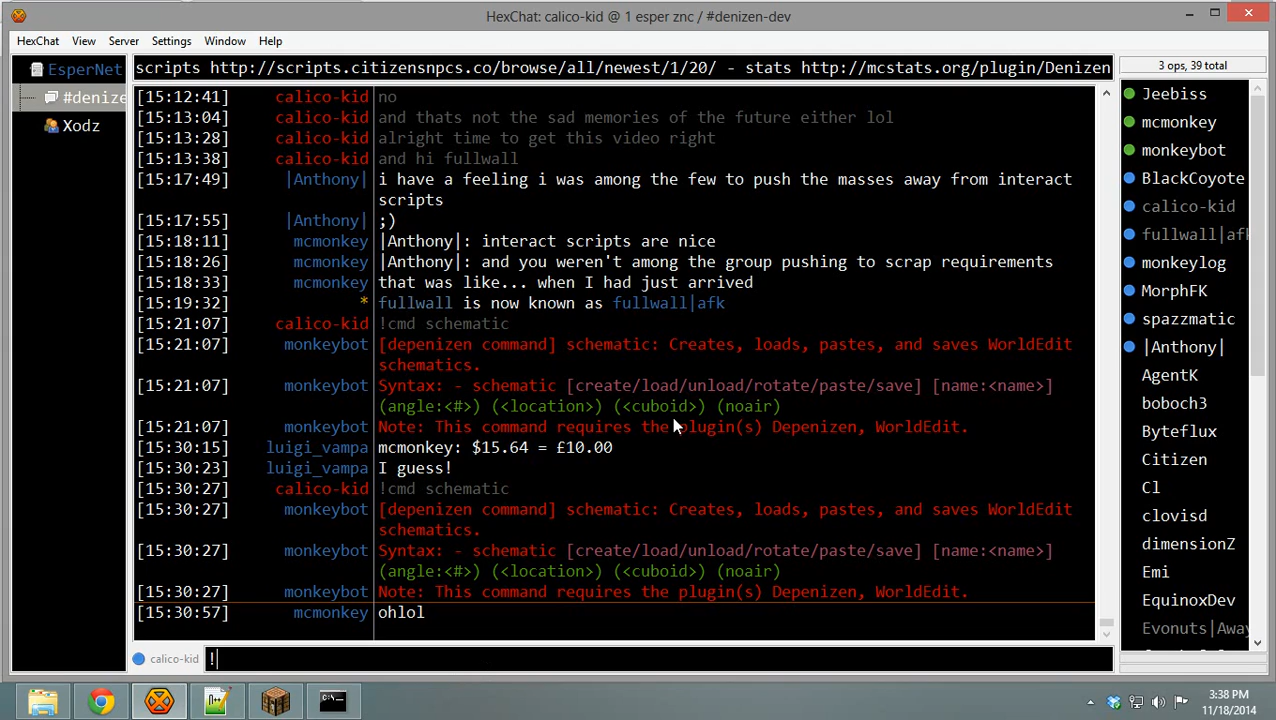 HexChat: calico-kid @ 1 esper znc / #denizen-dev
HexChat View Server Settings Window Help
EsperNet
#denize
Xodz
scripts http://scripts.citizensnpcs.co/browse/all/newest/1/20/ - stats http://mcstats.org/plugin/Denizen
3 ops, 39 total
[15:12:41] calico-kid no
[15:13:04] calico-kid and thats not the sad memories of the future either lol
[15:13:28] calico-kid alright time to get this video right
[15:13:38] calico-kid and hi fullwall
[15:17:49] |Anthony| i have a feeling i was among the few to push the masses away from interact
scripts
[15:17:55] |Anthony| ;)
[15:18:11] mcmonkey |Anthony|: interact scripts are nice
[15:18:26] mcmonkey |Anthony|: and you weren't among the group pushing to scrap requirements
[15:18:33] mcmonkey that was like... when I had just arrived
[15:19:32] * fullwall is now known as fullwall|afk
[15:21:07] calico-kid !cmd schematic
[15:21:07] monkeybot [depenizen command] schematic: Creates, loads, pastes, and saves WorldEdit
schematics.
[15:21:07] monkeybot Syntax: - schematic [create/load/unload/rotate/paste/save] [name:<name>]
(angle:<#>) (<location>) (<cuboid>) (noair)
[15:21:07] monkeybot Note: This command requires the plugin(s) Depenizen, WorldEdit.
[15:30:15] luigi_vampa mcmonkey: $15.64 = £10.00
[15:30:23] luigi_vampa I guess!
[15:30:27] calico-kid !cmd schematic
[15:30:27] monkeybot [depenizen command] schematic: Creates, loads, pastes, and saves WorldEdit
schematics.
[15:30:27] monkeybot Syntax: - schematic [create/load/unload/rotate/paste/save] [name:<name>]
(angle:<#>) (<location>) (<cuboid>) (noair)
[15:30:27] monkeybot Note: This command requires the plugin(s) Depenizen, WorldEdit.
[15:30:57] mcmonkey ohlol
calico-kid !
Jeebiss
mcmonkey
monkeybot
BlackCoyote
calico-kid
fullwall|afk
monkeylog
MorphFK
spazzmatic
|Anthony|
AgentK
boboch3
Byteflux
Citizen
Cl
clovisd
dimensionZ
Emi
EquinoxDev
Evonuts|Away
3:38 PM
11/18/2014